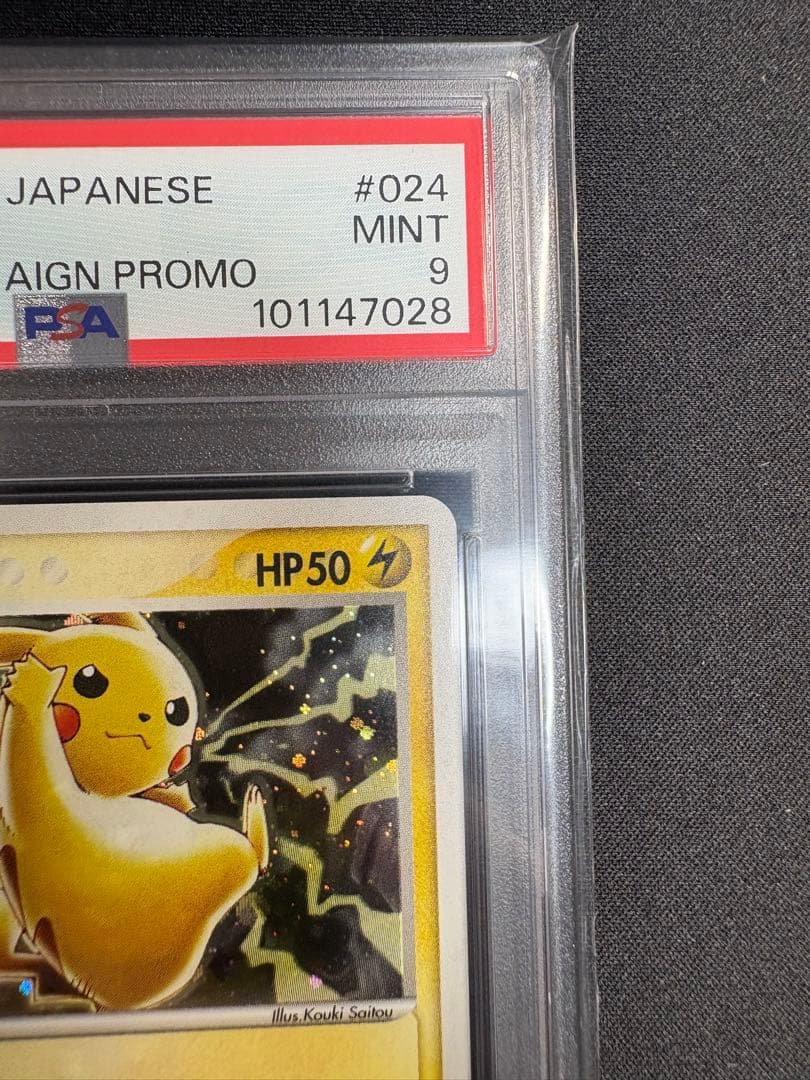 JAPANESE #024
MINT
AIGN PROMO 9
PSA 101147028
HP50
Illus. Kouki Saitou